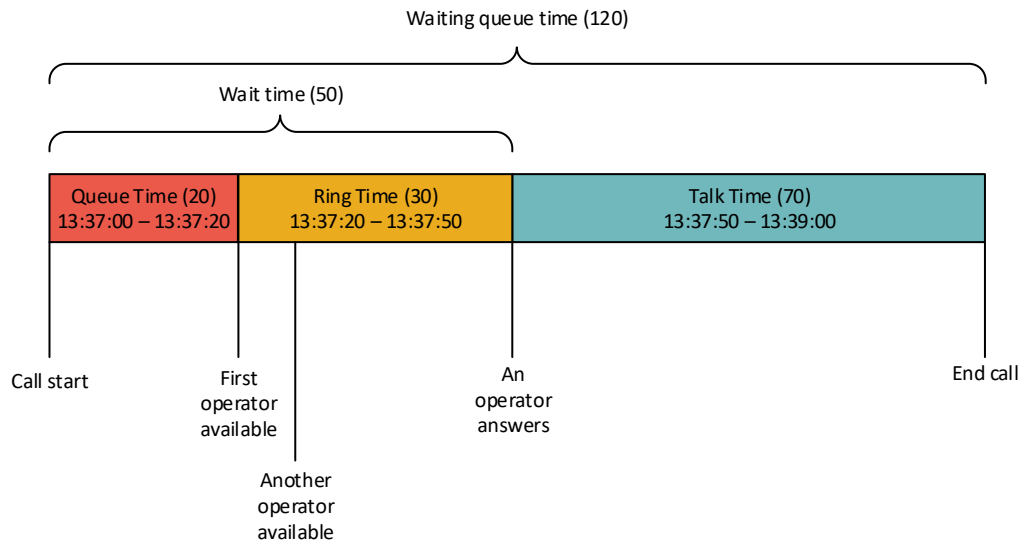 Waiting queue time (120)
Wait time (50)
Queue Time (20)
13:37:00 – 13:37:20
Ring Time (30)
13:37:20 – 13:37:50
Talk Time (70)
13:37:50 – 13:39:00
Call start
First
operator
available
Another
operator
available
An
operator
answers
End call